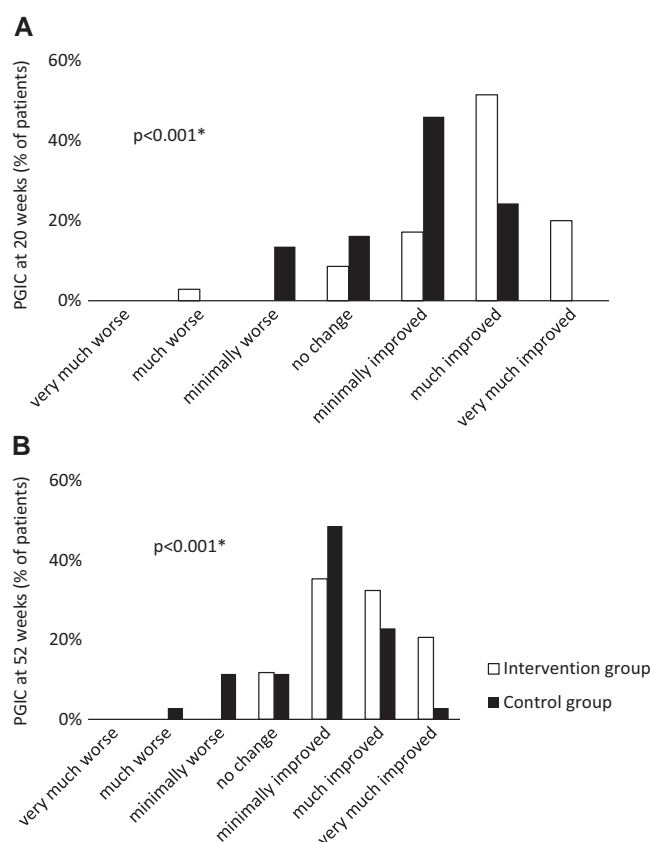 A
PGIC at 20 weeks (% of patients)
60%
40%
20%
0%
p<0.001*
very much worse
much worse
minimally worse
no change
minimally improved
much improved
very much improved
B
PGIC at 52 weeks (% of patients)
60%
40%
20%
0%
p<0.001*
very much worse
much worse
minimally worse
no change
minimally improved
much improved
very much improved
Intervention group
Control group